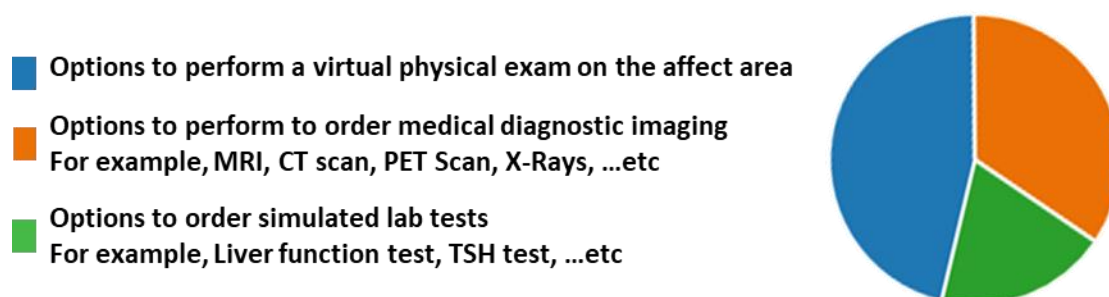 Options to perform a virtual physical exam on the affect area
Options to perform to order medical diagnostic imaging
For example, MRI, CT scan, PET Scan, X-Rays, ...etc
Options to order simulated lab tests
For example, Liver function test, TSH test, ...etc